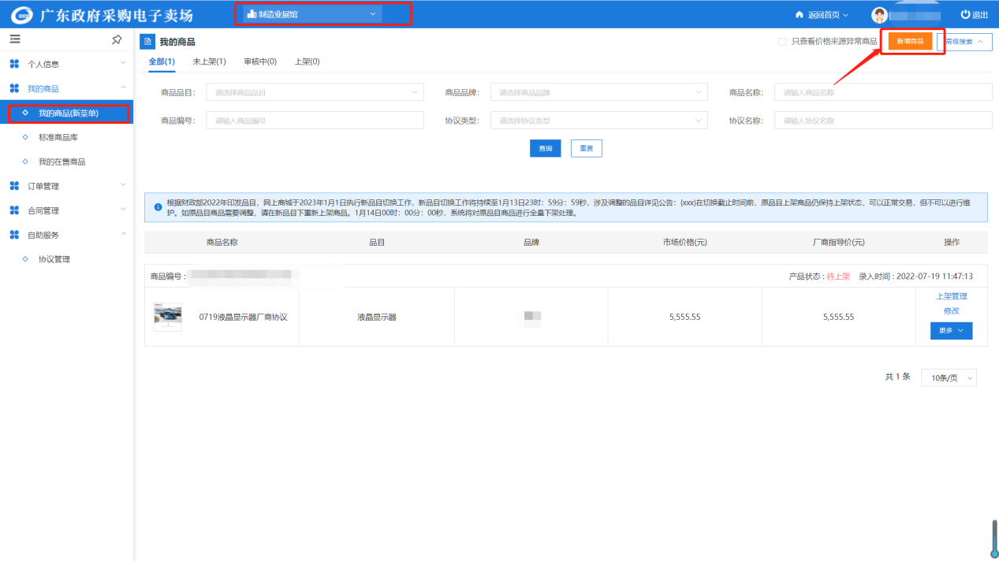 广东政府采购电子卖场
制造业展馆
返回首页
退出
个人信息
我的商品
我的商品(新菜单)
标准商品库
我的在售商品
订单管理
合同管理
自助服务
协议管理
我的商品
只查看价格来源异常商品
新增商品
高级搜索
全部(1) 未上架(1) 审核中(0) 上架(0)
商品品目: 请选择商品品目 商品品牌: 请选择商品品牌 商品名称: 请输入商品名称
商品编号: 请输入商品编号 协议类型: 请选择协议类型 协议名称: 请输入协议名称
查询 重置
根据财政部2022年印发品目，网上商城于2023年1月1日执行新品目切换工作，新品目切换工作将持续至1月13日23时：59分：59秒，涉及调整的品目详见公告：{xxx}在切换截止时间前，原品目上架商品仍保持上架状态，可以正常交易，但不可以进行维
护。如原品目商品需要调整，请在新品目下重新上架商品。1月14日00时：00分：00秒，系统将对原品目商品进行全量下架处理。
商品名称 品目 品牌 市场价格(元) 厂商指导价(元) 操作
商品编号 : 产品状态 : 待上架 录入时间 : 2022-07-19 11:47:13
0719液晶显示器厂商协议 液晶显示器 5,555.55 5,555.55
上架管理
修改
更多
共 1 条 10条/页